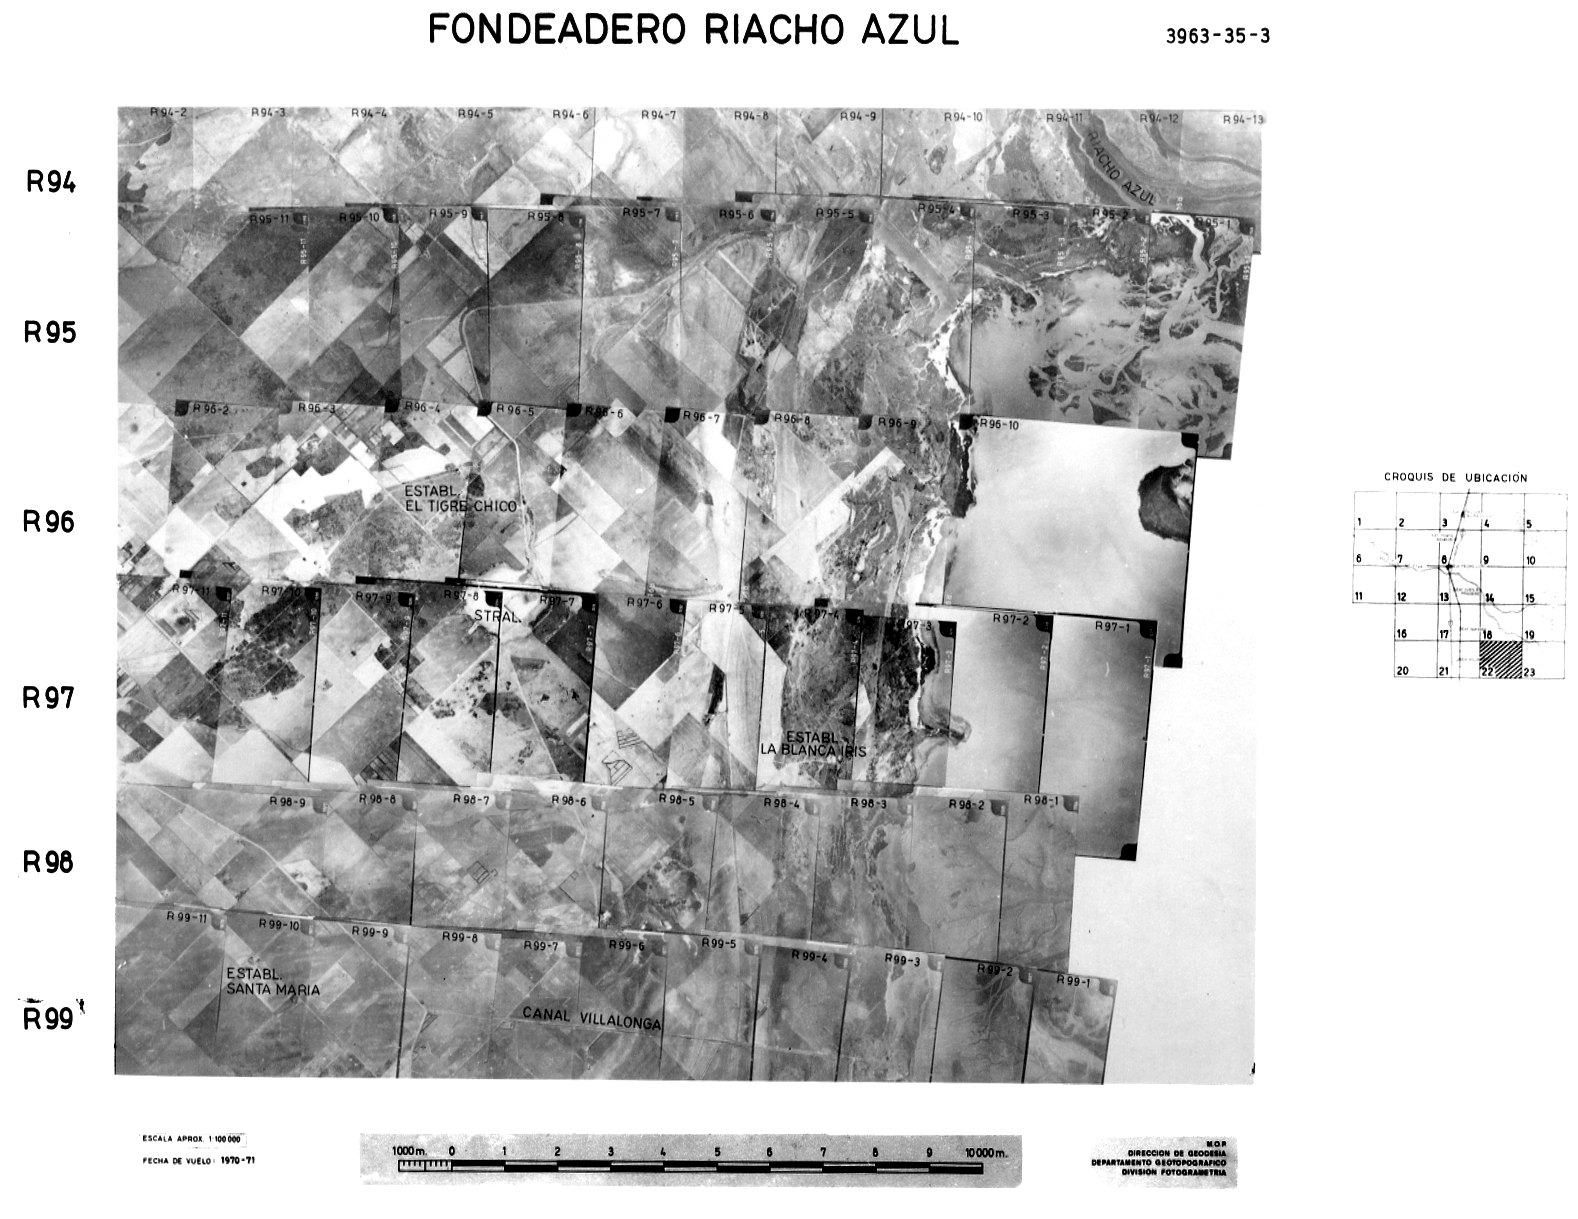 FONDEADERO RIACHO AZUL
3963-35-3
R94-2 R94-3 R94-4 R94-5 R94-6 R94-7 R94-8 R94-9 R94-10 R94-11 R94-12 R94-13
R94
RIACHO AZUL
R95-11 R95-10 R95-9 R95-8 R95-7 R95-6 R95-5 R95-4 R95-3 R95-2 R95-1
R95
R96-2 R96-3 R96-4 R96-5 R96-6 R96-7 R96-8 R96-9 R96-10
ESTABL.
EL TIGRE CHICO
R96
R97-11 R97-10 R97-9 R97-8 R97-7 R97-6 R97-5 R97-4 R97-3 R97-2 R97-1
STRAL.
R97
ESTABL.
LA BLANCA IRIS
R98-9 R98-8 R98-7 R98-6 R98-5 R98-4 R98-3 R98-2 R98-1
R98
R99-11 R99-10 R99-9 R99-8 R99-7 R99-6 R99-5 R99-4 R99-3 R99-2 R99-1
ESTABL.
SANTA MARIA
R99
CANAL VILLALONGA
CROQUIS DE UBICACIÓN
1 2 3 4 5
6 7 8 9 10
11 12 13 14 15
16 17 18 19
20 21 22 23
ESCALA APROX. 1:100000
FECHA DE VUELO: 1970-71
1000 m. 0 1 2 3 4 5 6 7 8 9 10000 m.
M.O.P.
DIRECCION DE GEODESIA
DEPARTAMENTO GEOTOPOGRAFICO
DIVISION FOTOGRAMETRIA